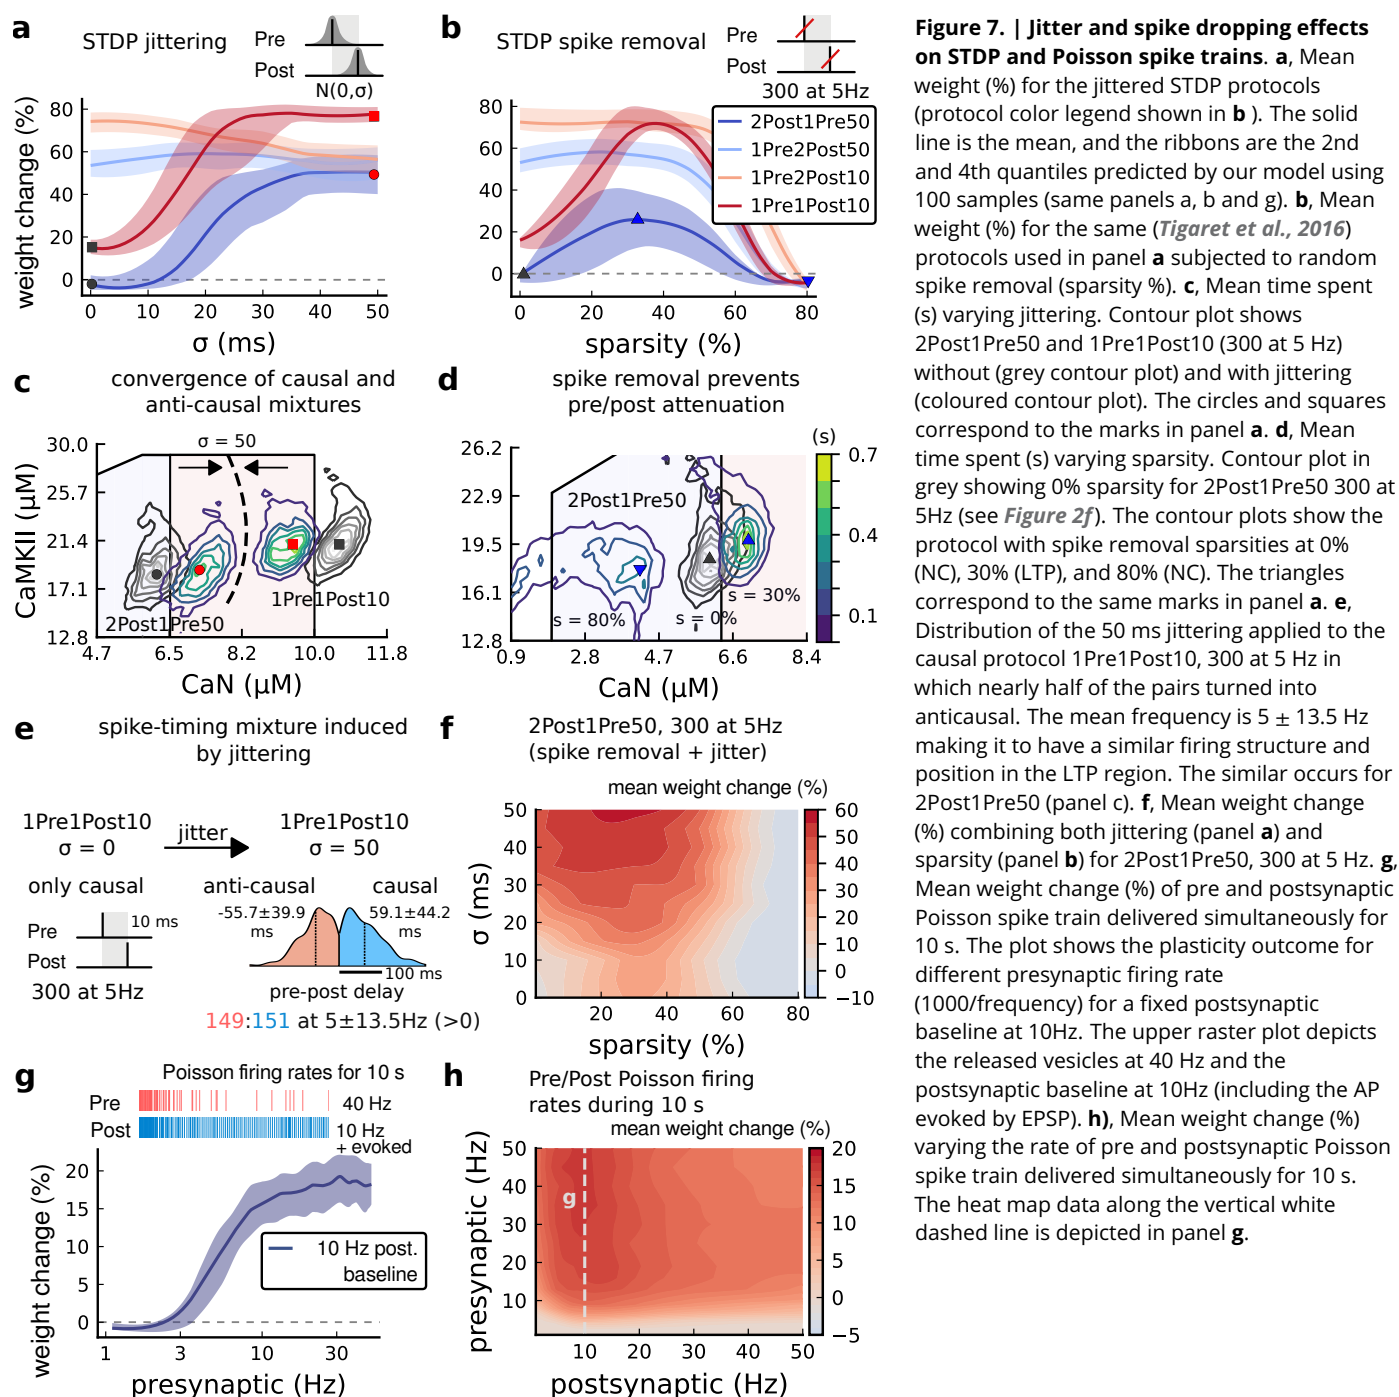 a
STDP jittering
Pre
Post
N(0,σ)
weight change (%)
80
60
40
20
0
0 10 20 30 40 50
σ (ms)
b
STDP spike removal
Pre
Post
300 at 5Hz
2Post1Pre50
1Pre2Post50
1Pre2Post10
1Pre1Post10
80
60
40
20
0
0 20 40 60 80
sparsity (%)
c
convergence of causal and
anti-causal mixtures
σ = 50
CaMKII (μM)
30.0
25.7
21.4
17.1
12.8
1Pre1Post10
2Post1Pre50
4.7 6.5 8.2 10.0 11.8
CaN (μM)
d
spike removal prevents
pre/post attenuation
(s)
26.2
22.9
19.5
16.1
12.8
2Post1Pre50
s = 30%
s = 80%
s = 0%
0.7
0.4
0.1
0.9 2.8 4.7 6.6 8.4
CaN (μM)
e
spike-timing mixture induced
by jittering
1Pre1Post10
σ = 0
jitter
1Pre1Post10
σ = 50
only causal
Pre
Post
10 ms
300 at 5Hz
anti-causal
causal
-55.7±39.9
ms
59.1±44.2
ms
100 ms
pre-post delay
149:151 at 5±13.5Hz (>0)
f
2Post1Pre50, 300 at 5Hz
(spike removal + jitter)
mean weight change (%)
σ (ms)
50
40
30
20
10
0
20 40 60 80
sparsity (%)
60
50
40
30
20
10
0
−10
g
Poisson firing rates for 10 s
Pre
40 Hz
Post
10 Hz
+ evoked
weight change (%)
20
15
10
5
0
10 Hz post.
baseline
1 3 10 30
presynaptic (Hz)
h
Pre/Post Poisson firing
rates during 10 s
mean weight change (%)
presynaptic (Hz)
50
40
30
20
10
g
10 20 30 40 50
postsynaptic (Hz)
20
15
10
5
0
−5
Figure 7. | Jitter and spike dropping effects
on STDP and Poisson spike trains. a, Mean
weight (%) for the jittered STDP protocols
(protocol color legend shown in b ). The solid
line is the mean, and the ribbons are the 2nd
and 4th quantiles predicted by our model using
100 samples (same panels a, b and g). b, Mean
weight (%) for the same (Tigaret et al., 2016)
protocols used in panel a subjected to random
spike removal (sparsity %). c, Mean time spent
(s) varying jittering. Contour plot shows
2Post1Pre50 and 1Pre1Post10 (300 at 5 Hz)
without (grey contour plot) and with jittering
(coloured contour plot). The circles and squares
correspond to the marks in panel a. d, Mean
time spent (s) varying sparsity. Contour plot in
grey showing 0% sparsity for 2Post1Pre50 300 at
5Hz (see Figure 2f). The contour plots show the
protocol with spike removal sparsities at 0%
(NC), 30% (LTP), and 80% (NC). The triangles
correspond to the same marks in panel a. e,
Distribution of the 50 ms jittering applied to the
causal protocol 1Pre1Post10, 300 at 5 Hz in
which nearly half of the pairs turned into
anticausal. The mean frequency is 5 ± 13.5 Hz
making it to have a similar firing structure and
position in the LTP region. The similar occurs for
2Post1Pre50 (panel c). f, Mean weight change
(%) combining both jittering (panel a) and
sparsity (panel b) for 2Post1Pre50, 300 at 5 Hz. g,
Mean weight change (%) of pre and postsynaptic
Poisson spike train delivered simultaneously for
10 s. The plot shows the plasticity outcome for
different presynaptic firing rate
(1000/frequency) for a fixed postsynaptic
baseline at 10Hz. The upper raster plot depicts
the released vesicles at 40 Hz and the
postsynaptic baseline at 10Hz (including the AP
evoked by EPSP). h), Mean weight change (%)
varying the rate of pre and postsynaptic Poisson
spike train delivered simultaneously for 10 s.
The heat map data along the vertical white
dashed line is depicted in panel g.